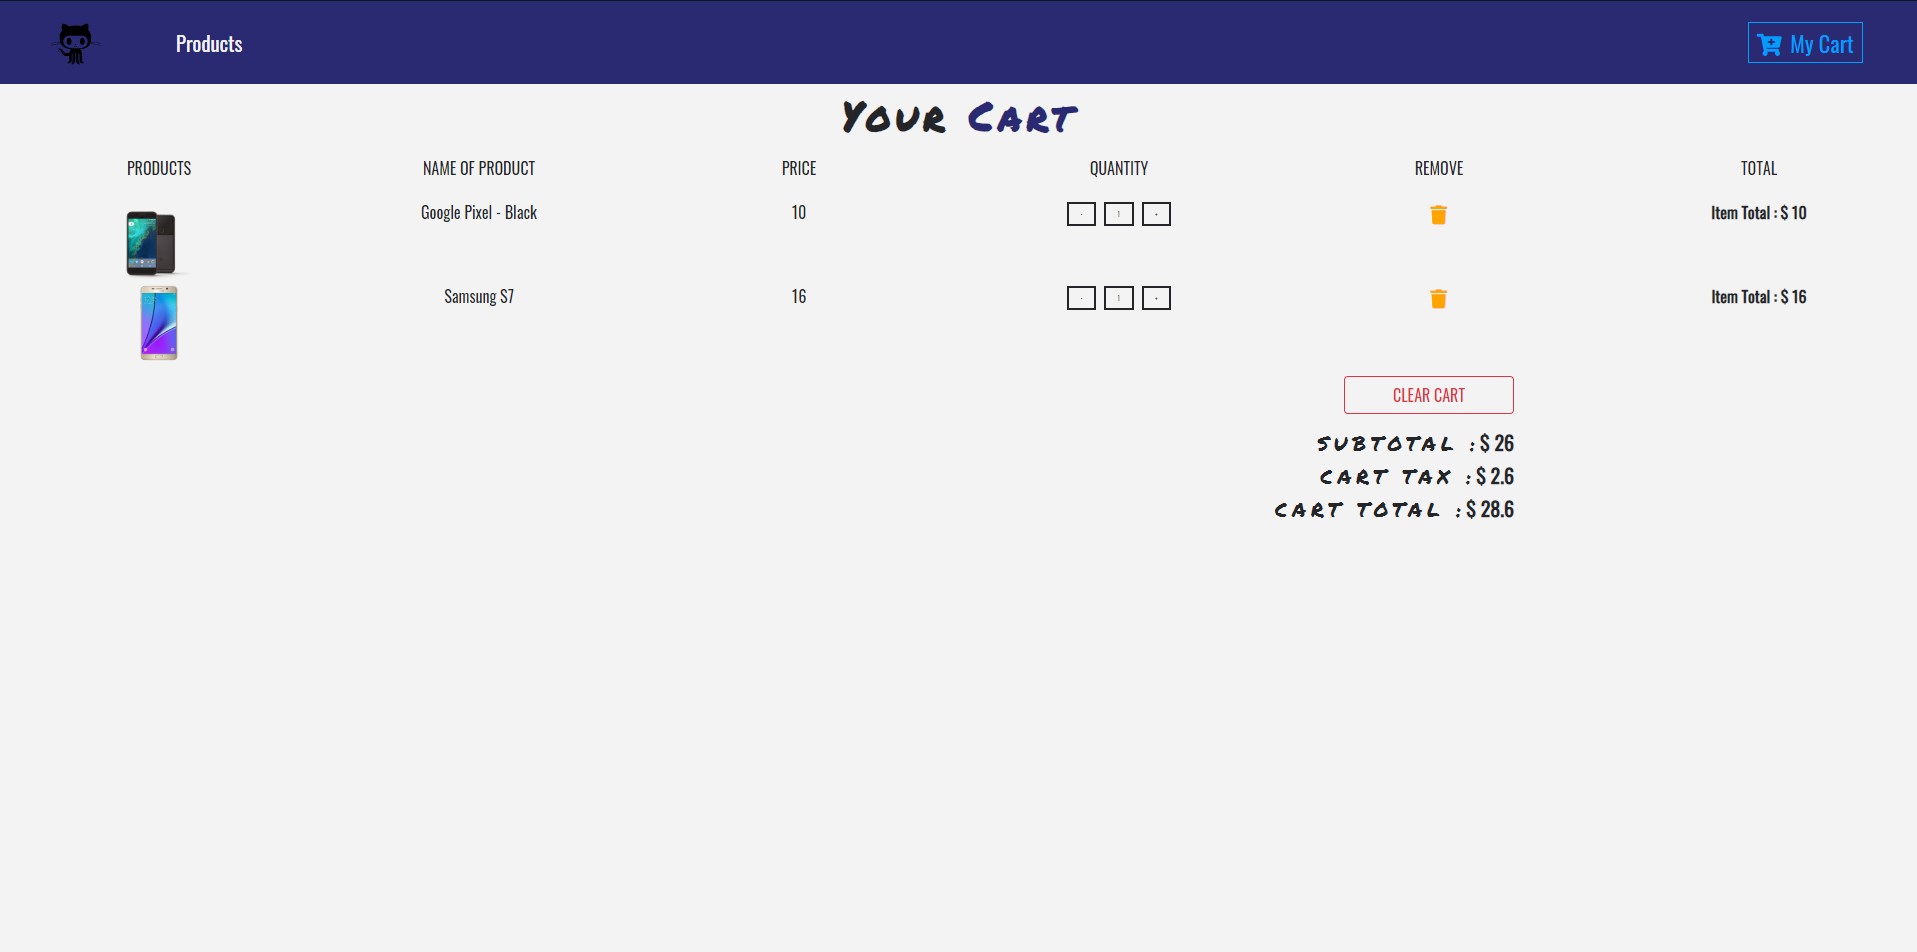 Products My Cart
Your Cart
PRODUCTS NAME OF PRODUCT PRICE QUANTITY REMOVE TOTAL
Google Pixel - Black 10 - 1 + Item Total : $ 10
Samsung S7 16 - 1 + Item Total : $ 16
CLEAR CART
SUBTOTAL : $ 26
CART TAX : $ 2.6
CART TOTAL : $ 28.6